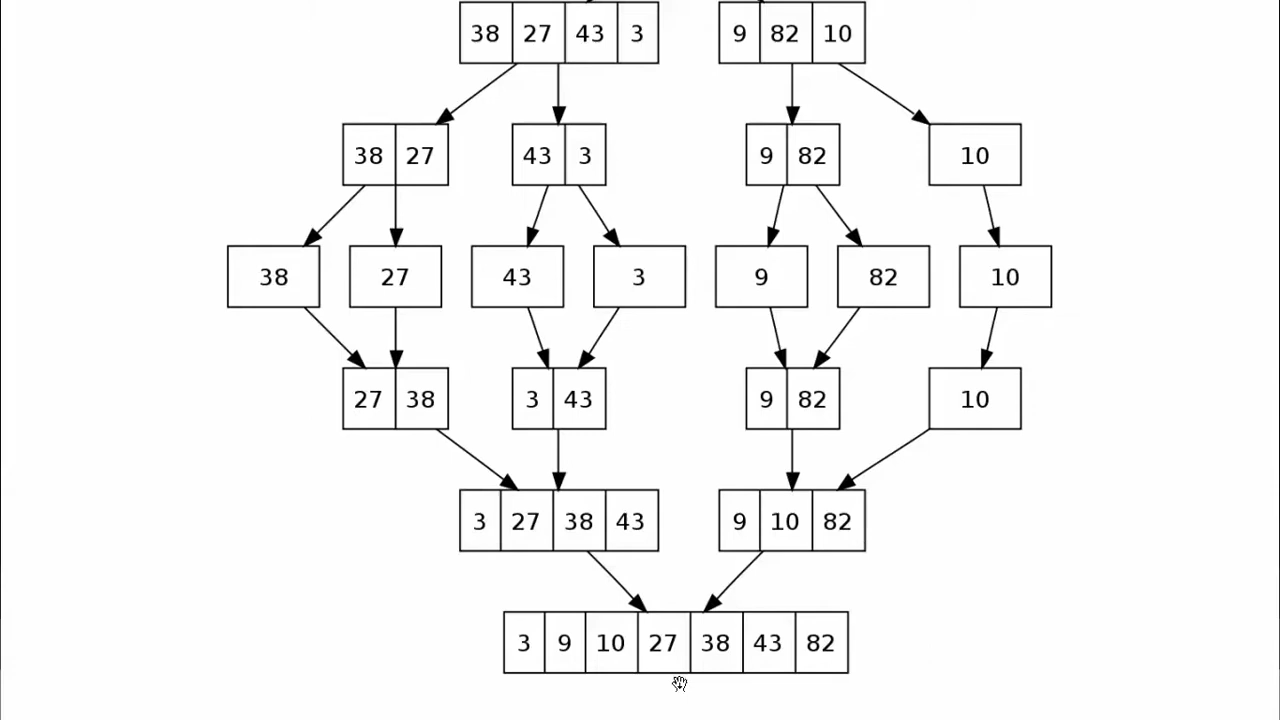 38 27 43 3 9 82 10
38 27 43 3 9 82 10
38 27 43 3 9 82 10
27 38 3 43 9 82 10
3 27 38 43 9 10 82
3 9 10 27 38 43 82